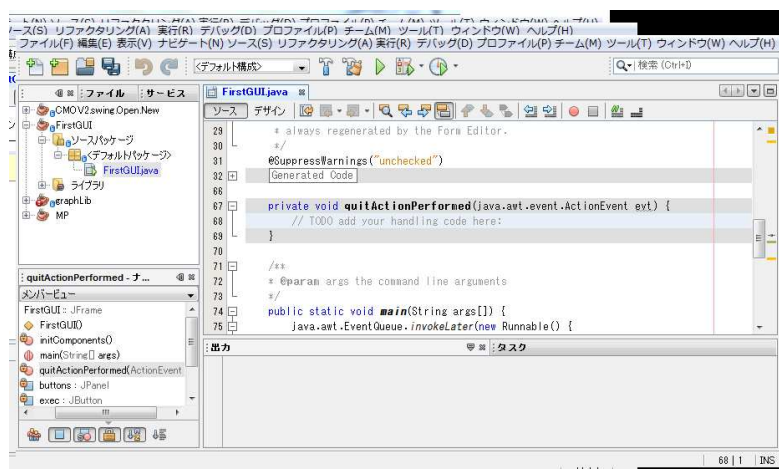 ース(S) リファクタリング(A) 実行(R) デバッグ(D) プロファイル(P) チーム(M) ツール(T) ウィンドウ(W) ヘルプ(H)
ファイル(F) 編集(E) 表示(V) ナビゲート(N) ソース(S) リファクタリング(A) 実行(R) デバッグ(D) プロファイル(P) チーム(M) ツール(T) ウィンドウ(W) ヘルプ(H)
<デフォルト構成>
検索 (Ctrl+I)
ファイル サービス
CMOV2.swing.Open.New
FirstGUI
ソースパッケージ
<デフォルトパッケージ>
FirstGUI.java
ライブラリ
graphLib
MP
FirstGUI.java
ソース デザイン
29 * always regenerated by the Form Editor.
30 */
31 @SuppressWarnings("unchecked")
32 Generated Code
66
67 private void quitActionPerformed(java.awt.event.ActionEvent evt) {
68 // TODO add your handling code here:
69 }
70
71 /**
72 * @param args the command line arguments
73 */
74 public static void main(String args[]) {
75 java.awt.EventQueue.invokeLater(new Runnable() {
quitActionPerformed - ナ...
メンバービュー
FirstGUI :: JFrame
FirstGUI()
initComponents()
main(String[] args)
quitActionPerformed(ActionEvent
buttons : JPanel
exec : JButton
出力
タスク
68 | 1 INS